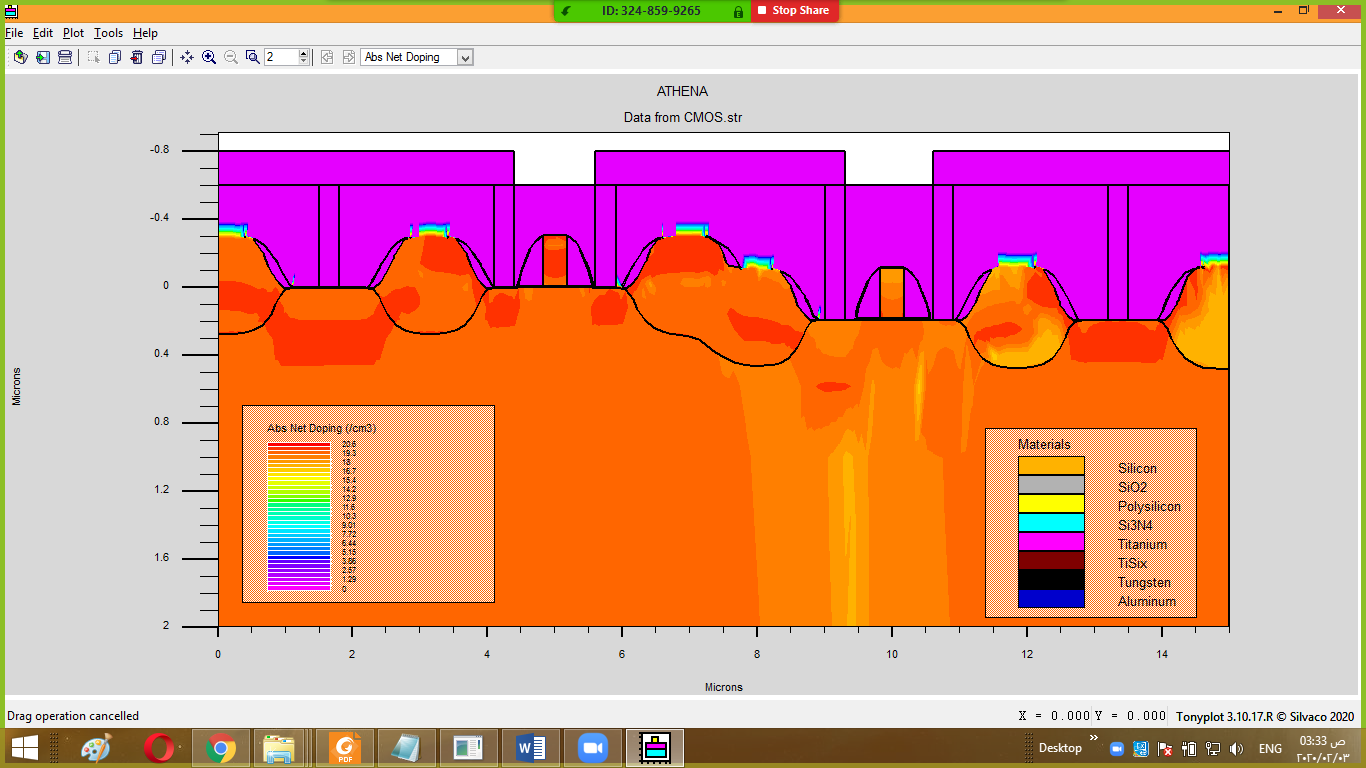 ID: 324-859-9265
Stop Share
File Edit Plot Tools Help
2
Abs Net Doping
ATHENA
Data from CMOS.str
-0.8
-0.4
0
0.4
0.8
1.2
1.6
2
Microns
Abs Net Doping (/cm3)
20.6
19.3
18
16.7
15.4
14.2
12.9
11.6
10.3
9.01
7.72
6.44
5.15
3.86
2.57
1.29
0
Materials
Silicon
SiO2
Polysilicon
Si3N4
Titanium
TiSix
Tungsten
Aluminum
0 2 4 6 8 10 12 14
Microns
Drag operation cancelled
X = 0.000 Y = 0.000 Tonyplot 3.10.17.R © Silvaco 2020
PDF
Desktop
ENG
03:33 ص
٢٠٢٠/٠٢/٠٣